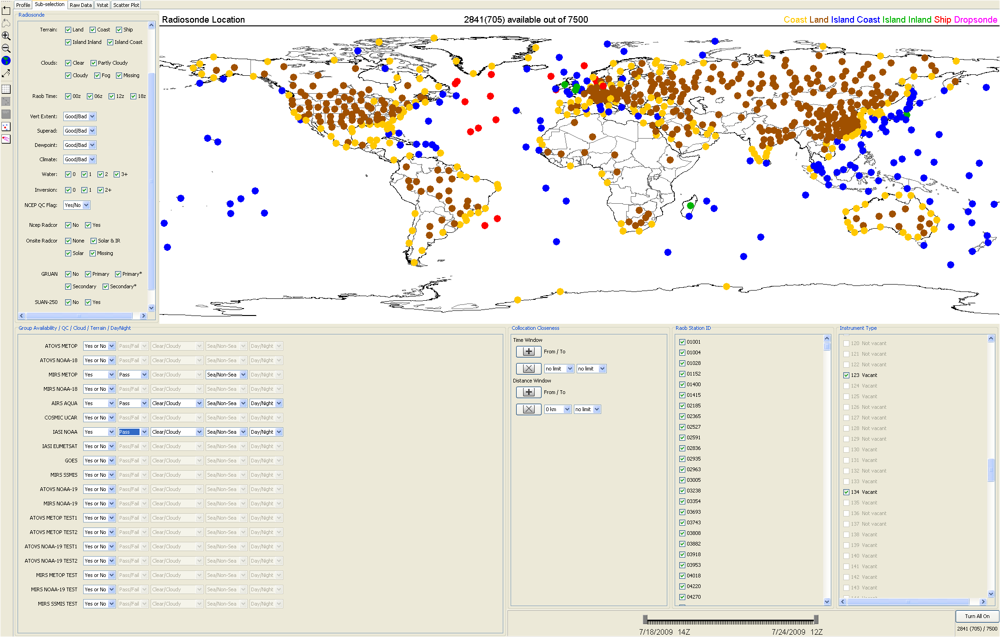 Profile Sub-selection Raw Data Vstat Scatter Plot
Radiosonde
Terrain: Land Coast Ship
Island Inland Island Coast
Clouds: Clear Partly Cloudy
Cloudy Fog Missing
Raob Time: 00z 06z 12z 18z
Vert Extent: Good/Bad
Superad: Good/Bad
Dewpoint: Good/Bad
Climate: Good/Bad
Water: 0 1 2 3+
Inversion: 0 1 2+
NCEP QC Flag: Yes/No
Ncep Radcor No Yes
Onsite Radcor None Solar & IR
Solar Missing
GRUAN No Primary Primary*
Secondary Secondary*
SUAN-250 No Yes
Radiosonde Location 2841(705) available out of 7500 Coast Land Island Coast Island Inland Ship Dropsonde
Group Availability / QC / Cloud / Terrain / DayNight
ATOVS METOP Yes or No Pass/Fail Clear/Cloudy Sea/Non-Sea Day/Night
ATOVS NOAA-18 Yes or No Pass/Fail Clear/Cloudy Sea/Non-Sea Day/Night
MIRS METOP Yes Pass Clear/Cloudy Sea/Non-Sea Day/Night
MIRS NOAA-18 Yes or No Pass/Fail Clear/Cloudy Sea/Non-Sea Day/Night
AIRS AQUA Yes Pass Clear/Cloudy Sea/Non-Sea Day/Night
COSMIC UCAR Yes or No Pass/Fail Clear/Cloudy Sea/Non-Sea Day/Night
IASI NOAA Yes Pass Clear/Cloudy Sea/Non-Sea Day/Night
IASI EUMETSAT Yes or No Pass/Fail Clear/Cloudy Sea/Non-Sea Day/Night
GOES Yes or No Pass/Fail Clear/Cloudy Sea/Non-Sea Day/Night
MIRS SSMIS Yes or No Pass/Fail Clear/Cloudy Sea/Non-Sea Day/Night
ATOVS NOAA-19 Yes or No Pass/Fail Clear/Cloudy Sea/Non-Sea Day/Night
MIRS NOAA-19 Yes or No Pass/Fail Clear/Cloudy Sea/Non-Sea Day/Night
ATOVS METOP TEST1 Yes or No Pass/Fail Clear/Cloudy Sea/Non-Sea Day/Night
ATOVS METOP TEST2 Yes or No Pass/Fail Clear/Cloudy Sea/Non-Sea Day/Night
ATOVS NOAA-19 TEST1 Yes or No Pass/Fail Clear/Cloudy Sea/Non-Sea Day/Night
ATOVS NOAA-19 TEST2 Yes or No Pass/Fail Clear/Cloudy Sea/Non-Sea Day/Night
MIRS METOP TEST Yes or No Pass/Fail Clear/Cloudy Sea/Non-Sea Day/Night
MIRS NOAA-19 TEST Yes or No Pass/Fail Clear/Cloudy Sea/Non-Sea Day/Night
MIRS SSMIS TEST Yes or No Pass/Fail Clear/Cloudy Sea/Non-Sea Day/Night
Collocation Closeness
Time Window
From / To
no limit no limit
Distance Window
From / To
0 km no limit
Raob Station ID
01001
01004
01028
01152
01400
01415
02185
02365
02527
02591
02836
02935
02963
03005
03238
03354
03693
03743
03808
03882
03918
03953
04018
04220
04270
Instrument Type
120 Not vacant
121 Not vacant
122 Not vacant
123 Vacant
124 Vacant
125 Vacant
126 Vacant
127 Vacant
128 Vacant
129 Vacant
130 Vacant
131 Vacant
132 Not vacant
133 Vacant
134 Vacant
135 Vacant
136 Not vacant
137 Not vacant
138 Vacant
139 Vacant
140 Vacant
141 Vacant
142 Vacant
143 Vacant
7/18/2009 14Z 7/24/2009 12Z
Turn All On
2841 (705) / 7500